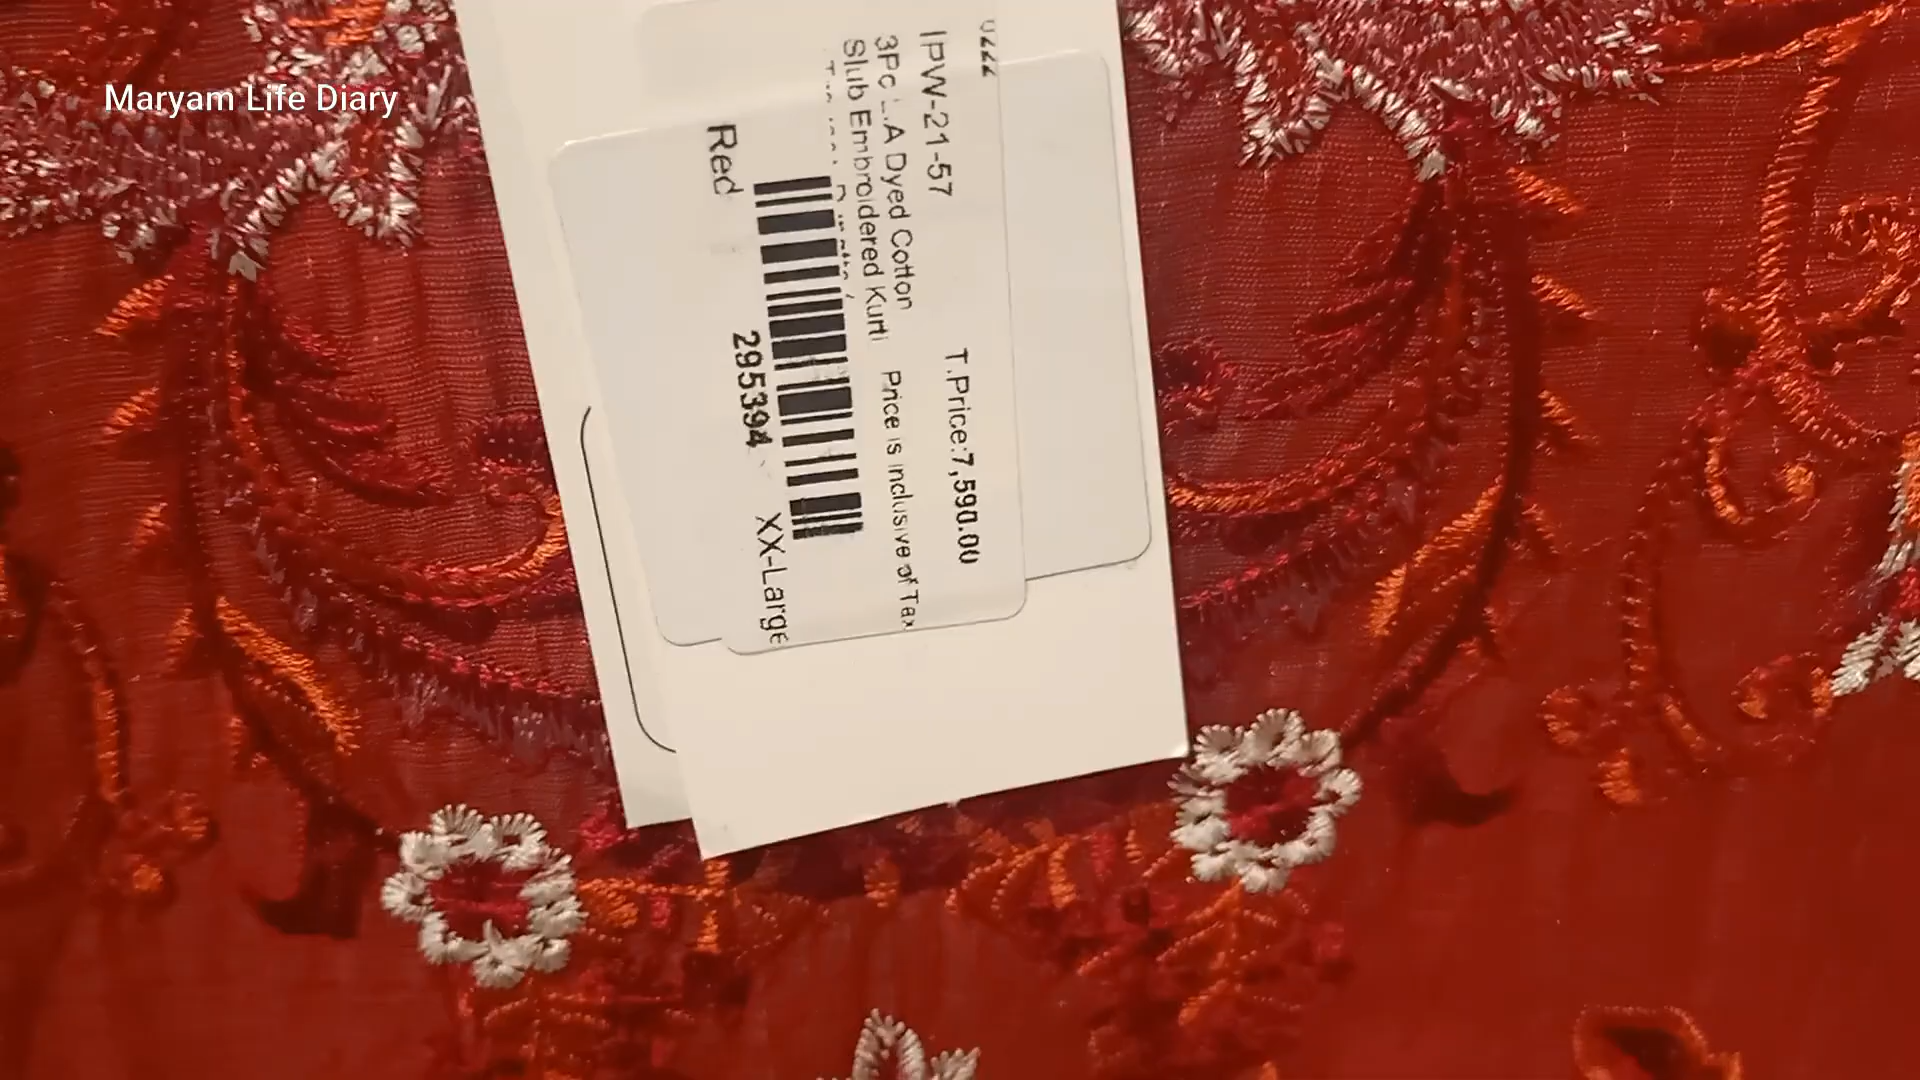 Maryam Life Diary
0222
IPW-21-57
T.Price:7,590.00
3Pc L.A Dyed Cotton
Slub Embroidered Kurti
Price is inclusive of Tax
295394
Red
XX-Large